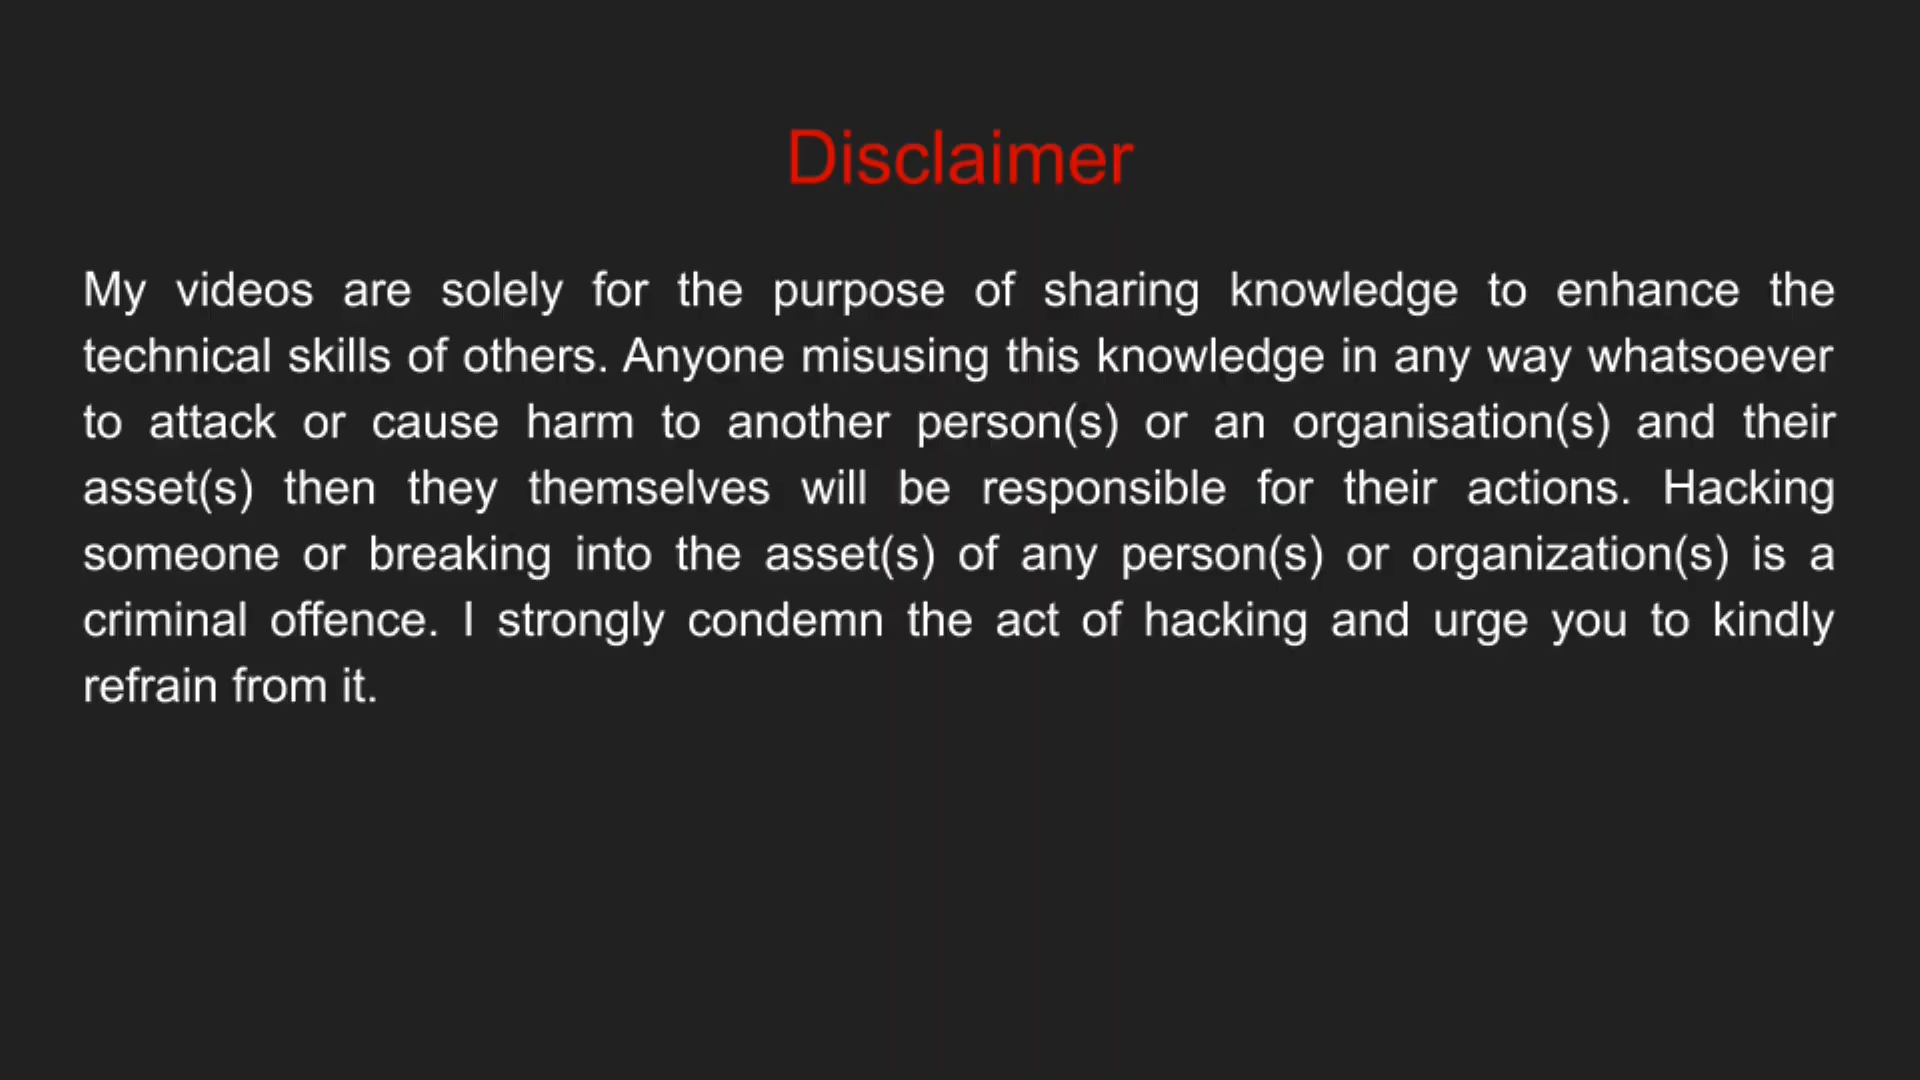 Disclaimer
My videos are solely for the purpose of sharing knowledge to enhance the
technical skills of others. Anyone misusing this knowledge in any way whatsoever
to attack or cause harm to another person(s) or an organisation(s) and their
asset(s) then they themselves will be responsible for their actions. Hacking
someone or breaking into the asset(s) of any person(s) or organization(s) is a
criminal offence. I strongly condemn the act of hacking and urge you to kindly
refrain from it.